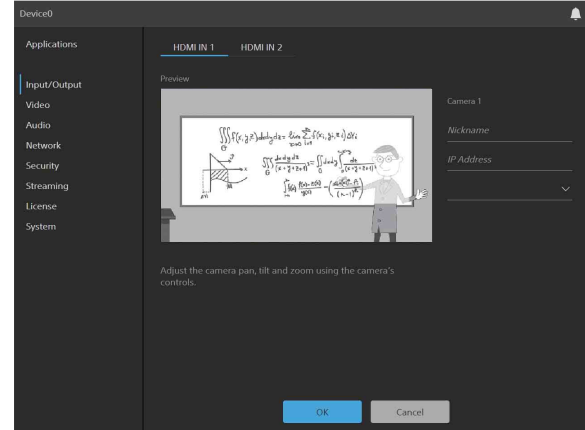 Device0
Applications
Input/Output
Video
Audio
Network
Security
Streaming
License
System
HDMI IN 1
HDMI IN 2
Preview
Camera 1
Nickname
IP Address
Adjust the camera pan, tilt and zoom using the camera's
controls.
OK
Cancel